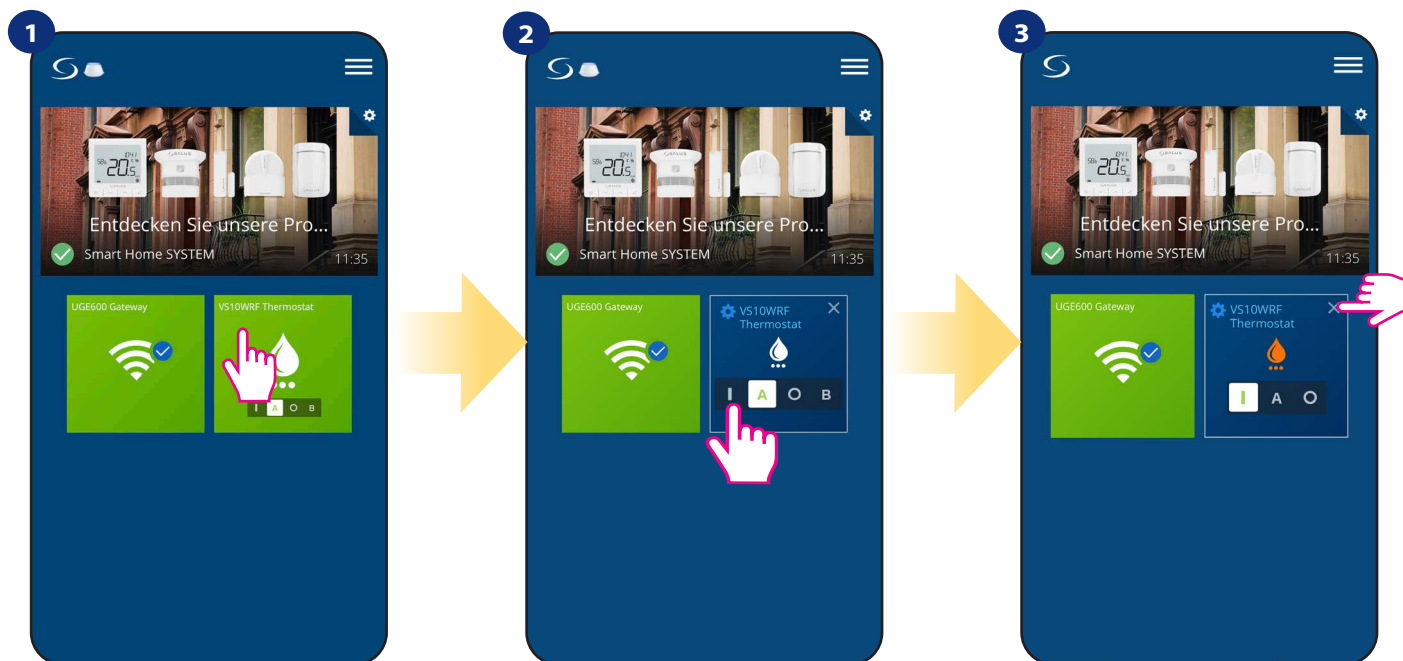 1
Entdecken Sie unsere Pro...
Smart Home SYSTEM
11:35
UGE600 Gateway
VS10WRF Thermostat
I A O B
2
Entdecken Sie unsere Pro...
Smart Home SYSTEM
11:35
UGE600 Gateway
VS10WRF
Thermostat
I A O B
3
Entdecken Sie unsere Pro...
Smart Home SYSTEM
11:35
UGE600 Gateway
VS10WRF
Thermostat
I A O